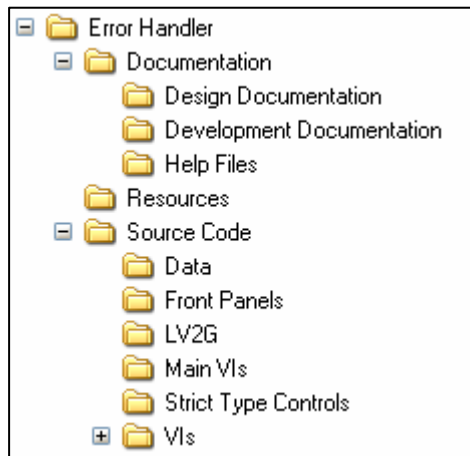 Error Handler
Documentation
Design Documentation
Development Documentation
Help Files
Resources
Source Code
Data
Front Panels
LV2G
Main VIs
Strict Type Controls
VIs